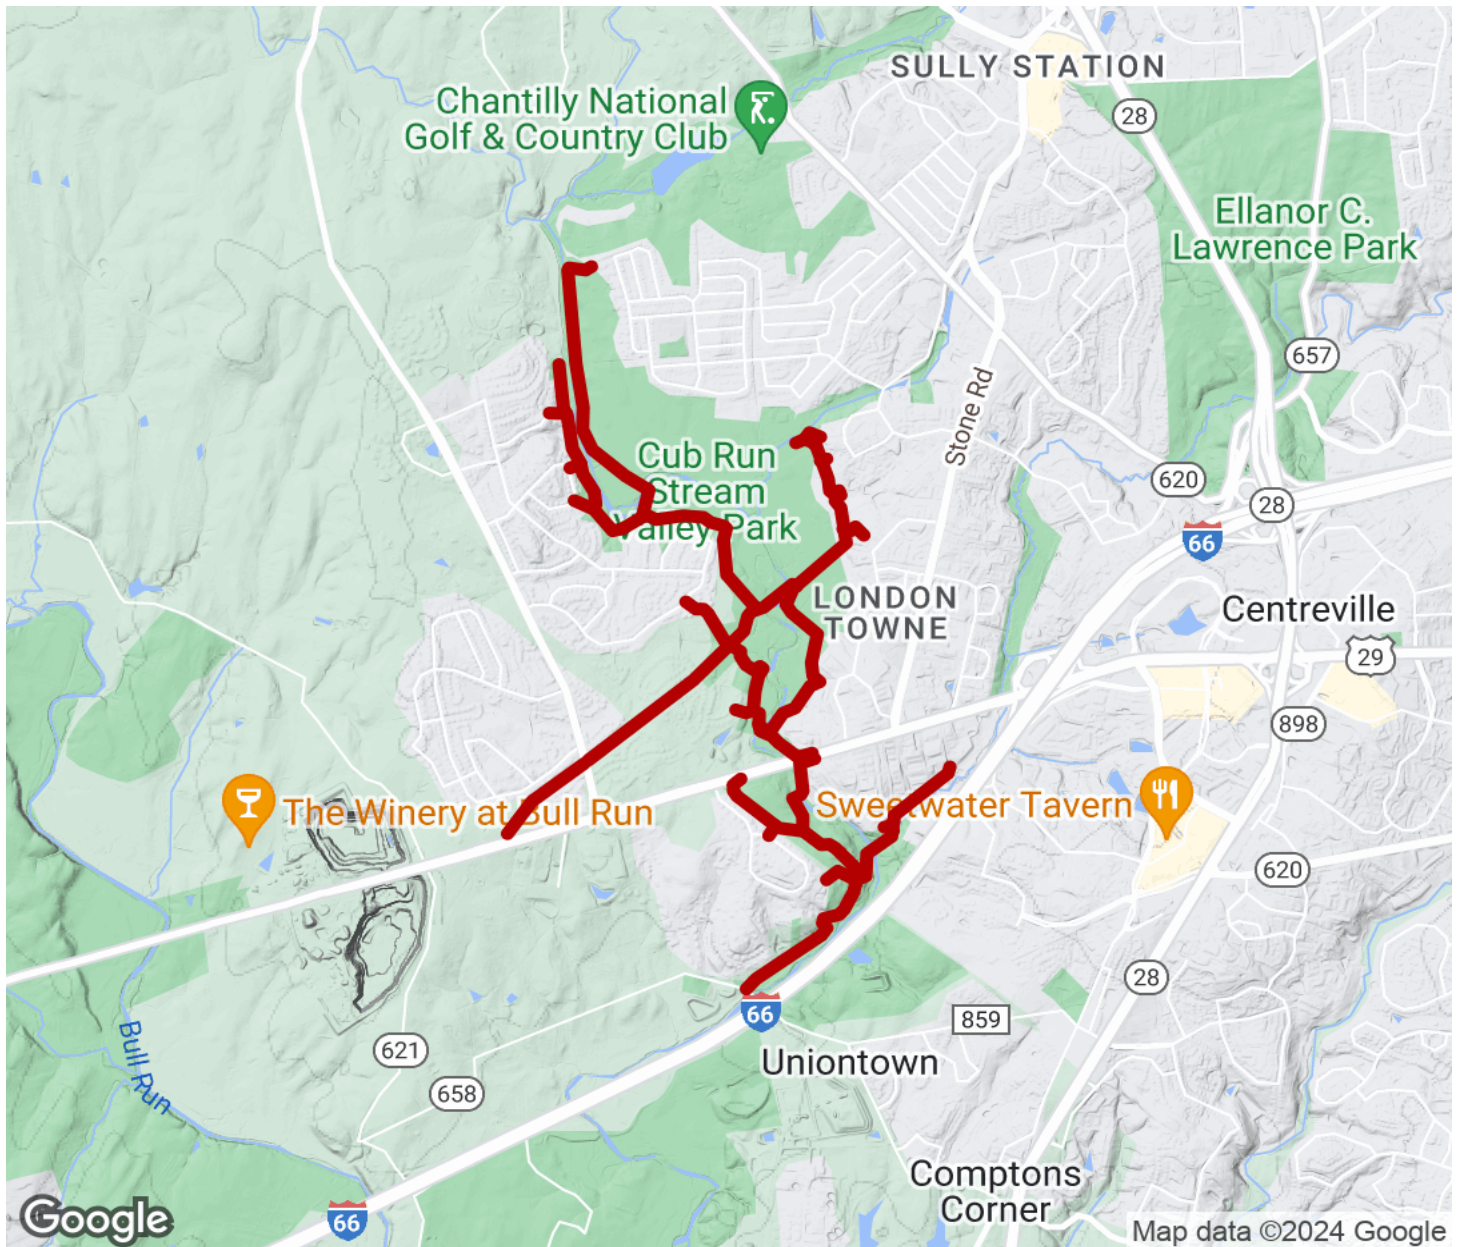 SULLY STATION
Chantilly National
Golf & Country Club
28
Ellanor C.
Lawrence Park
657
Stone Rd
Cub Run
Stream
Valley Park
620
28
66
LONDON
TOWNE
Centreville
29
898
The Winery at Bull Run
Sweetwater Tavern
620
28
66
859
Bull Run
621
Uniontown
658
Comptons
Corner
66
Google
Map data ©2024 Google